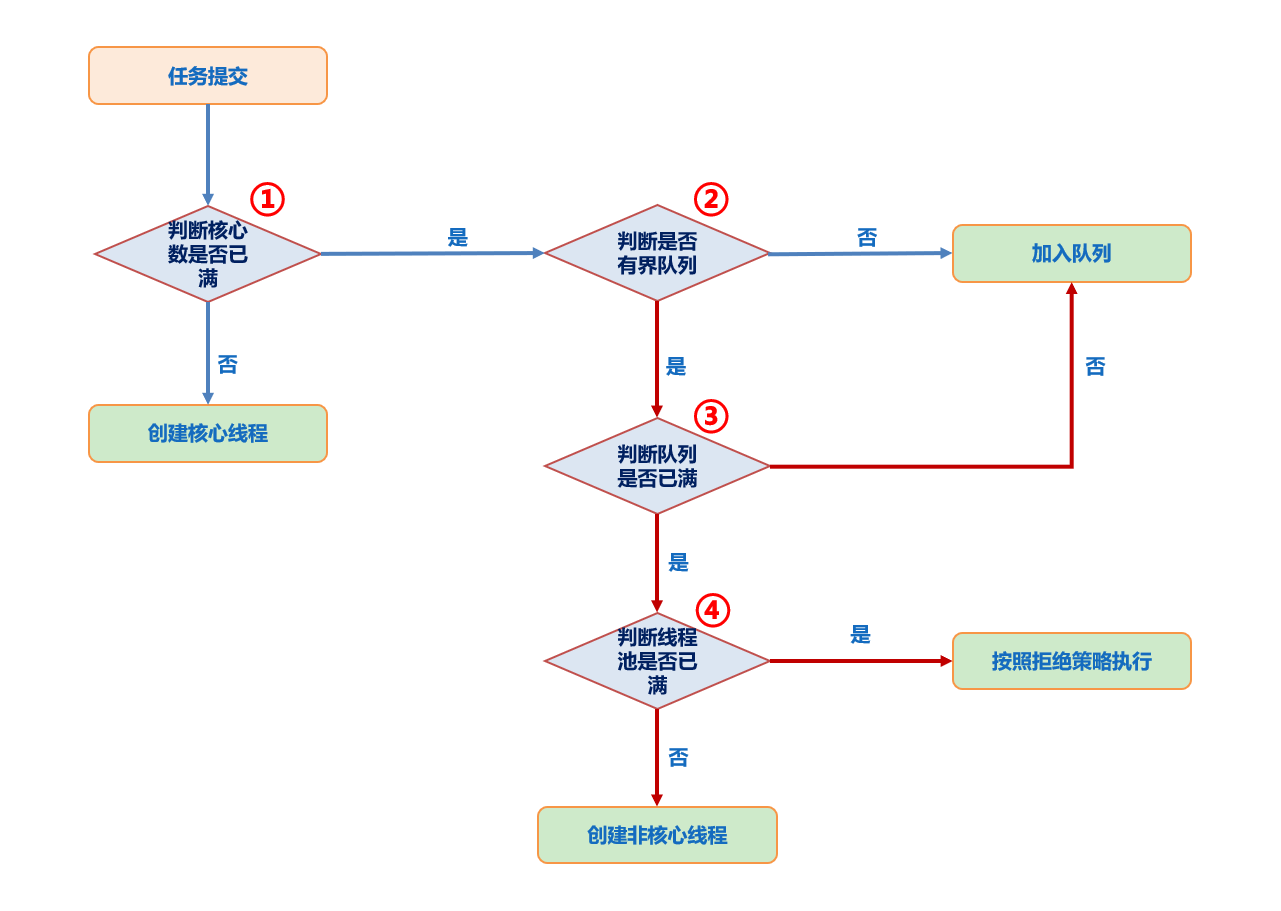 任务提交
①
判断核心
数是否已
满
是
②
判断是否
有界队列
否
加入队列
否
创建核心线程
是
③
判断队列
是否已满
否
是
④
判断线程
池是否已
满
是
按照拒绝策略执行
否
创建非核心线程